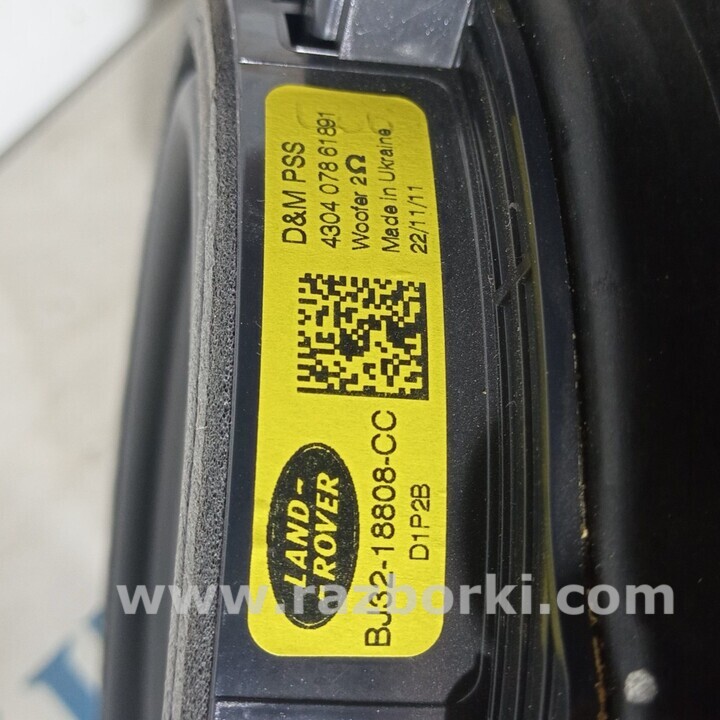 D&M PSS
4304 078 61891
Woofer 2Ω
Made in Ukraine
22/11/11
LAND-
ROVER
BJ32-18808-CC
D1P2B
www.razborki.com